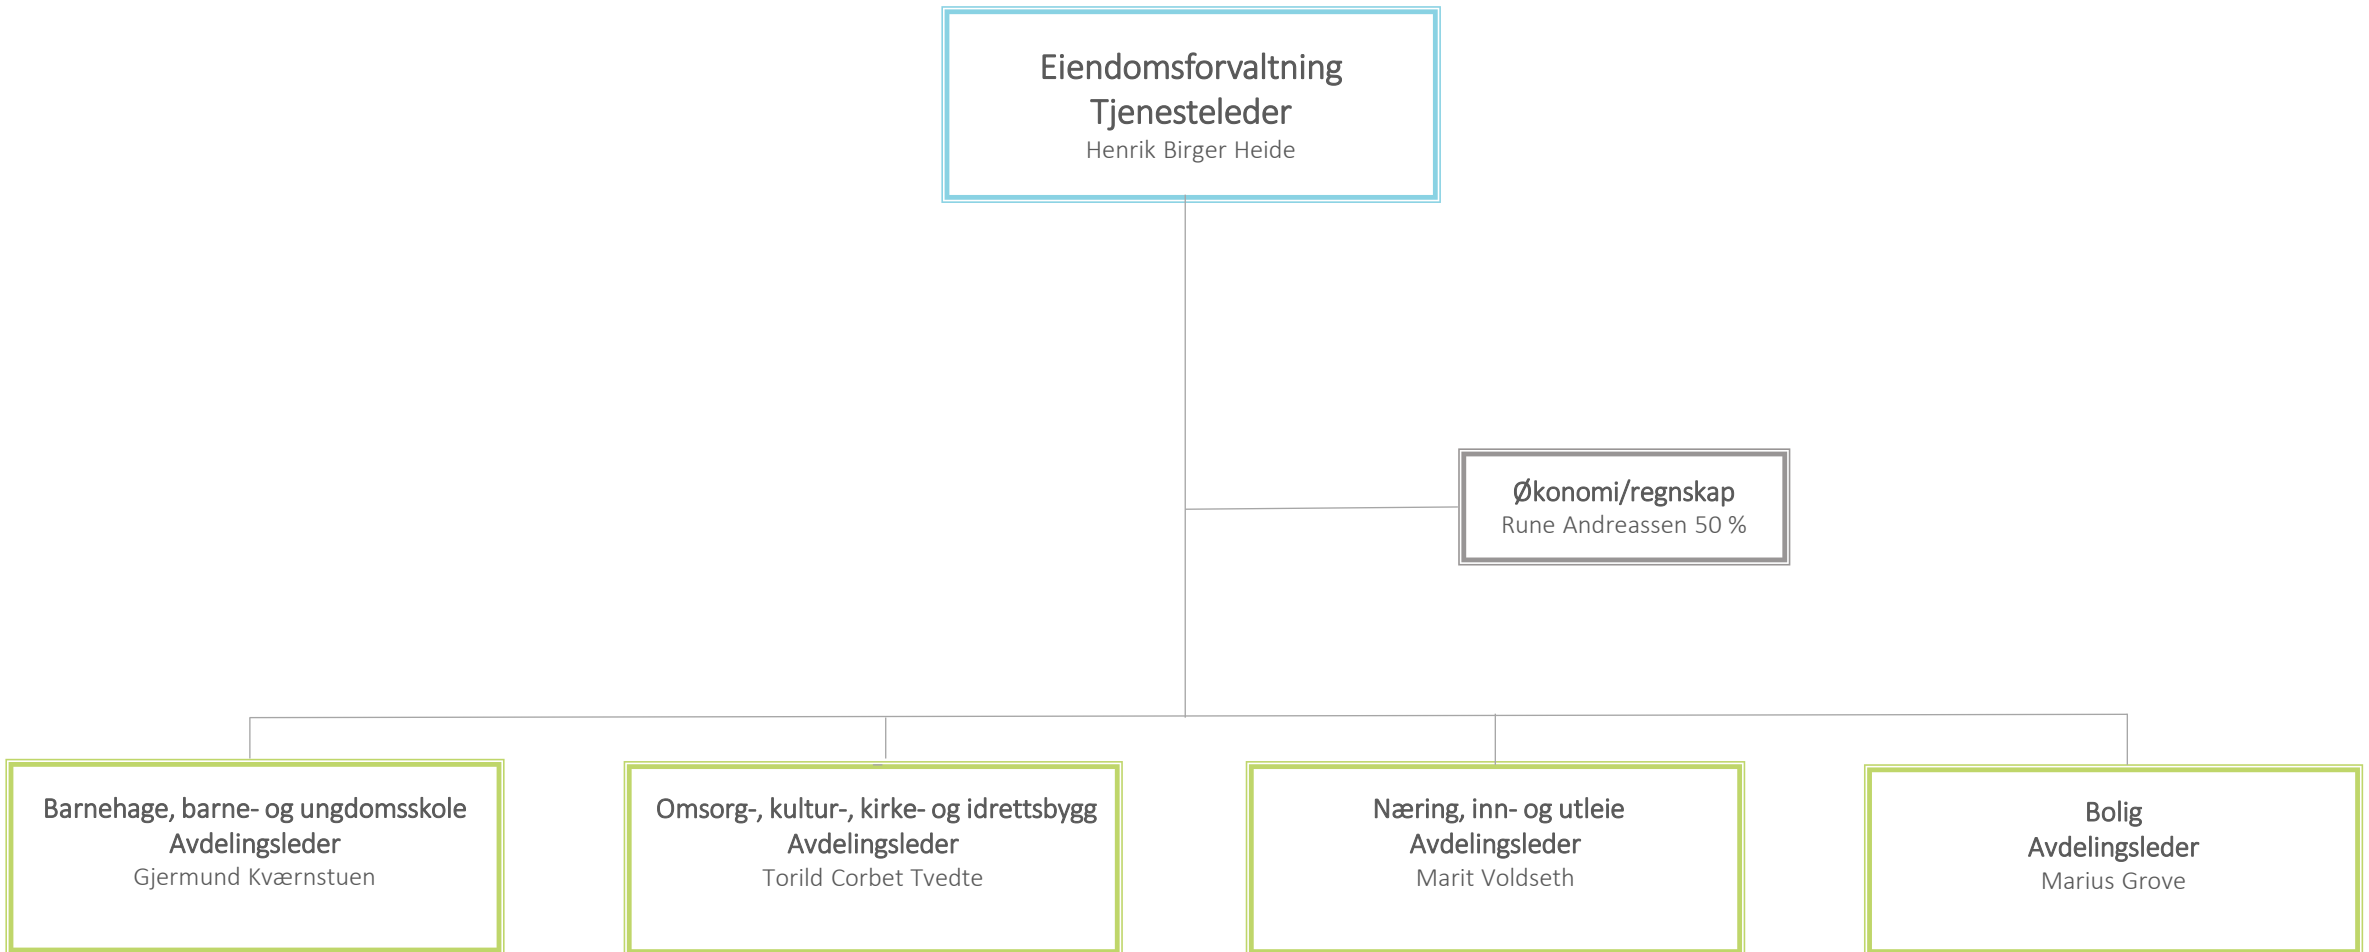 Eiendomsforvaltning
Tjenesteleder
Henrik Birger Heide
Økonomi/regnskap
Rune Andreassen 50 %
Barnehage, barne- og ungdomsskole
Avdelingsleder
Gjermund Kværnstuen
Omsorg-, kultur-, kirke- og idrettsbygg
Avdelingsleder
Torild Corbet Tvedte
Næring, inn- og utleie
Avdelingsleder
Marit Voldseth
Bolig
Avdelingsleder
Marius Grove